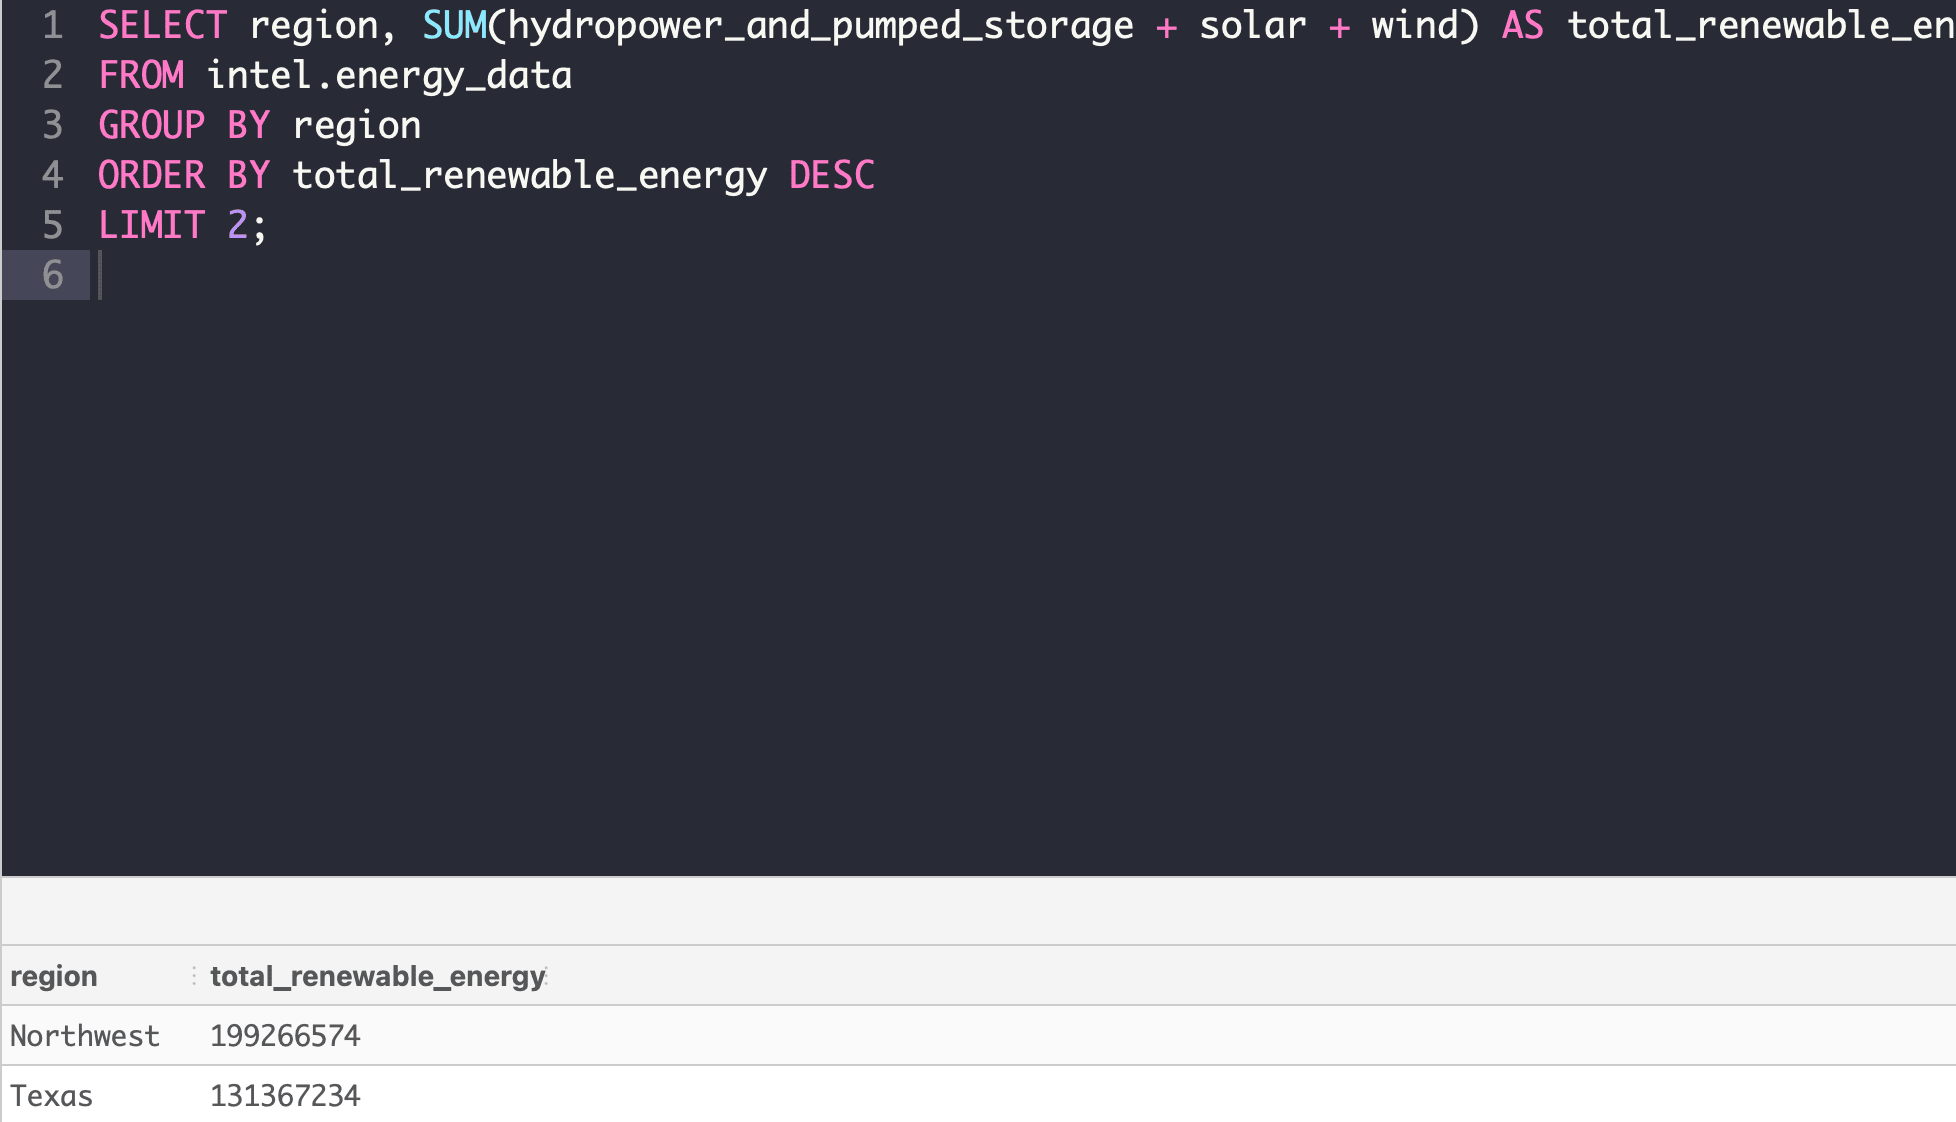 1 SELECT region, SUM(hydropower_and_pumped_storage + solar + wind) AS total_renewable_en
2 FROM intel.energy_data
3 GROUP BY region
4 ORDER BY total_renewable_energy DESC
5 LIMIT 2;
6
region total_renewable_energy
Northwest 199266574
Texas 131367234